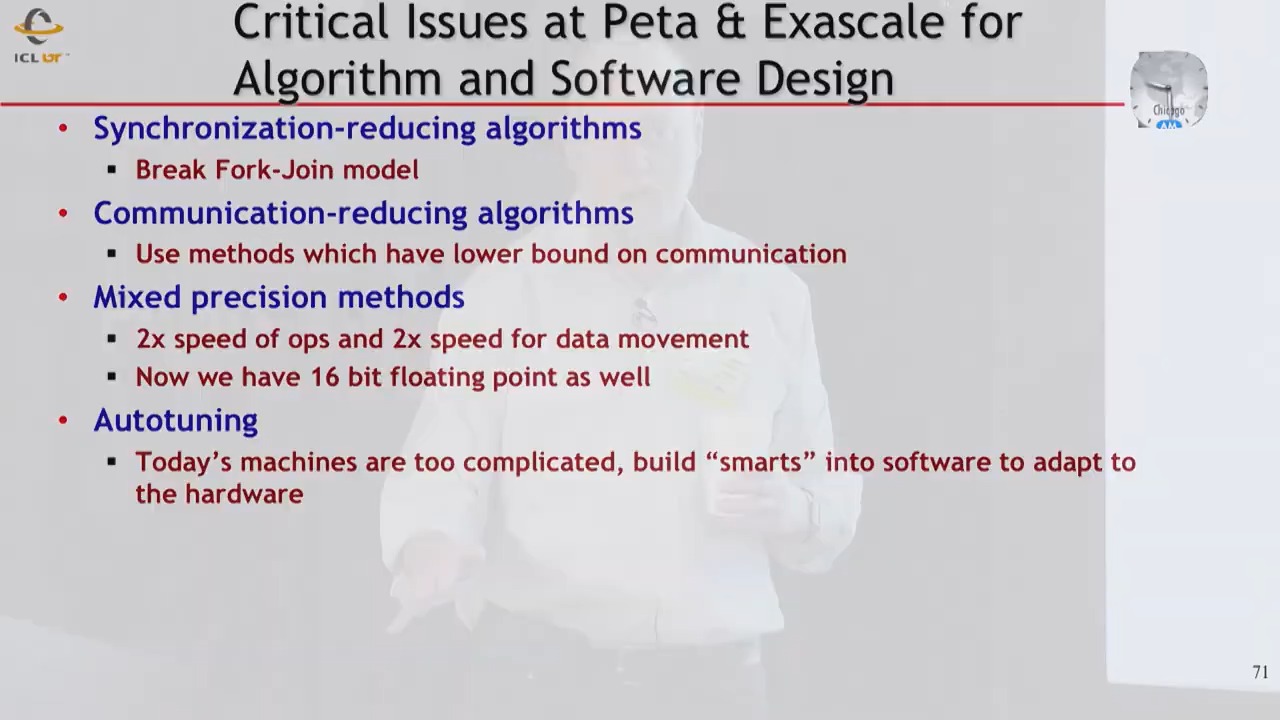 Critical Issues at Peta & Exascale for
Algorithm and Software Design
ICL UT
Chicago
AM
• Synchronization-reducing algorithms
▪ Break Fork-Join model
• Communication-reducing algorithms
▪ Use methods which have lower bound on communication
• Mixed precision methods
▪ 2x speed of ops and 2x speed for data movement
▪ Now we have 16 bit floating point as well
• Autotuning
▪ Today’s machines are too complicated, build “smarts” into software to adapt to
the hardware
71